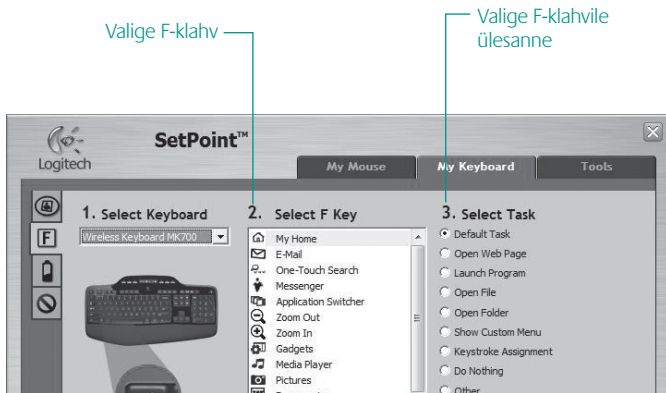 Valige F-klahv
Valige F-klahvile
ülesanne
Logitech
SetPoint™
My Mouse
My Keyboard
Tools
1. Select Keyboard
Wireless Keyboard MK700
2. Select F Key
My Home
E-Mail
One-Touch Search
Messenger
Application Switcher
Zoom Out
Zoom In
Gadgets
Media Player
Pictures
3. Select Task
Default Task
Open Web Page
Launch Program
Open File
Open Folder
Show Custom Menu
Keystroke Assignment
Do Nothing
Other
F